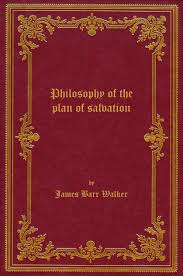 Philosophy of the
plan of salvation
by
James Barr Walker